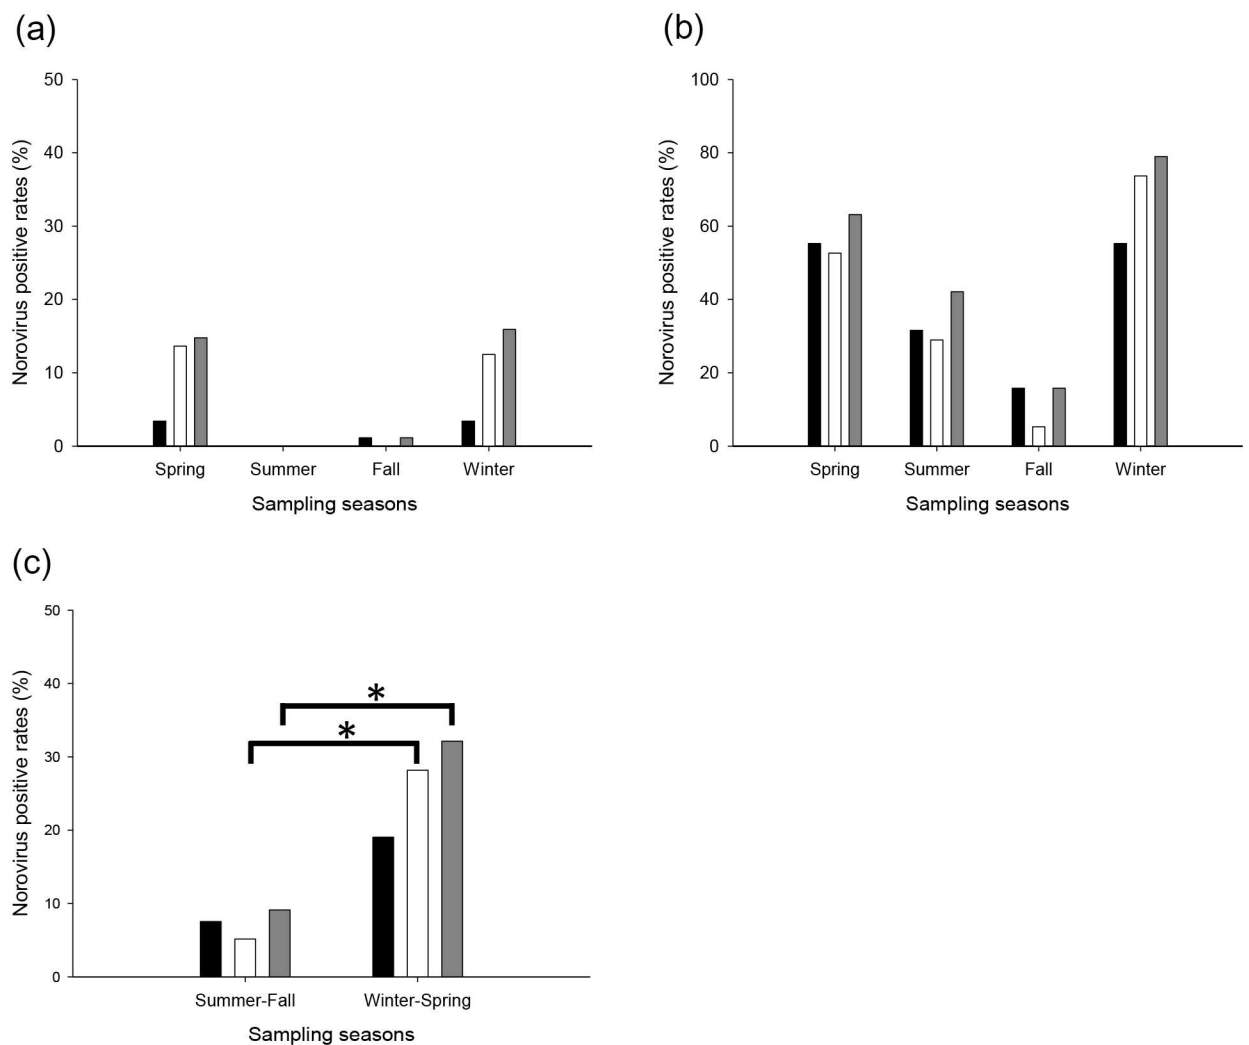 (a)
50
40
30
20
10
0
Norovirus positive rates (%)
Spring Summer Fall Winter
Sampling seasons
(b)
100
80
60
40
20
0
Norovirus positive rates (%)
Spring Summer Fall Winter
Sampling seasons
(c)
50
40
30
20
10
0
Norovirus positive rates (%)
*
*
Summer-Fall Winter-Spring
Sampling seasons